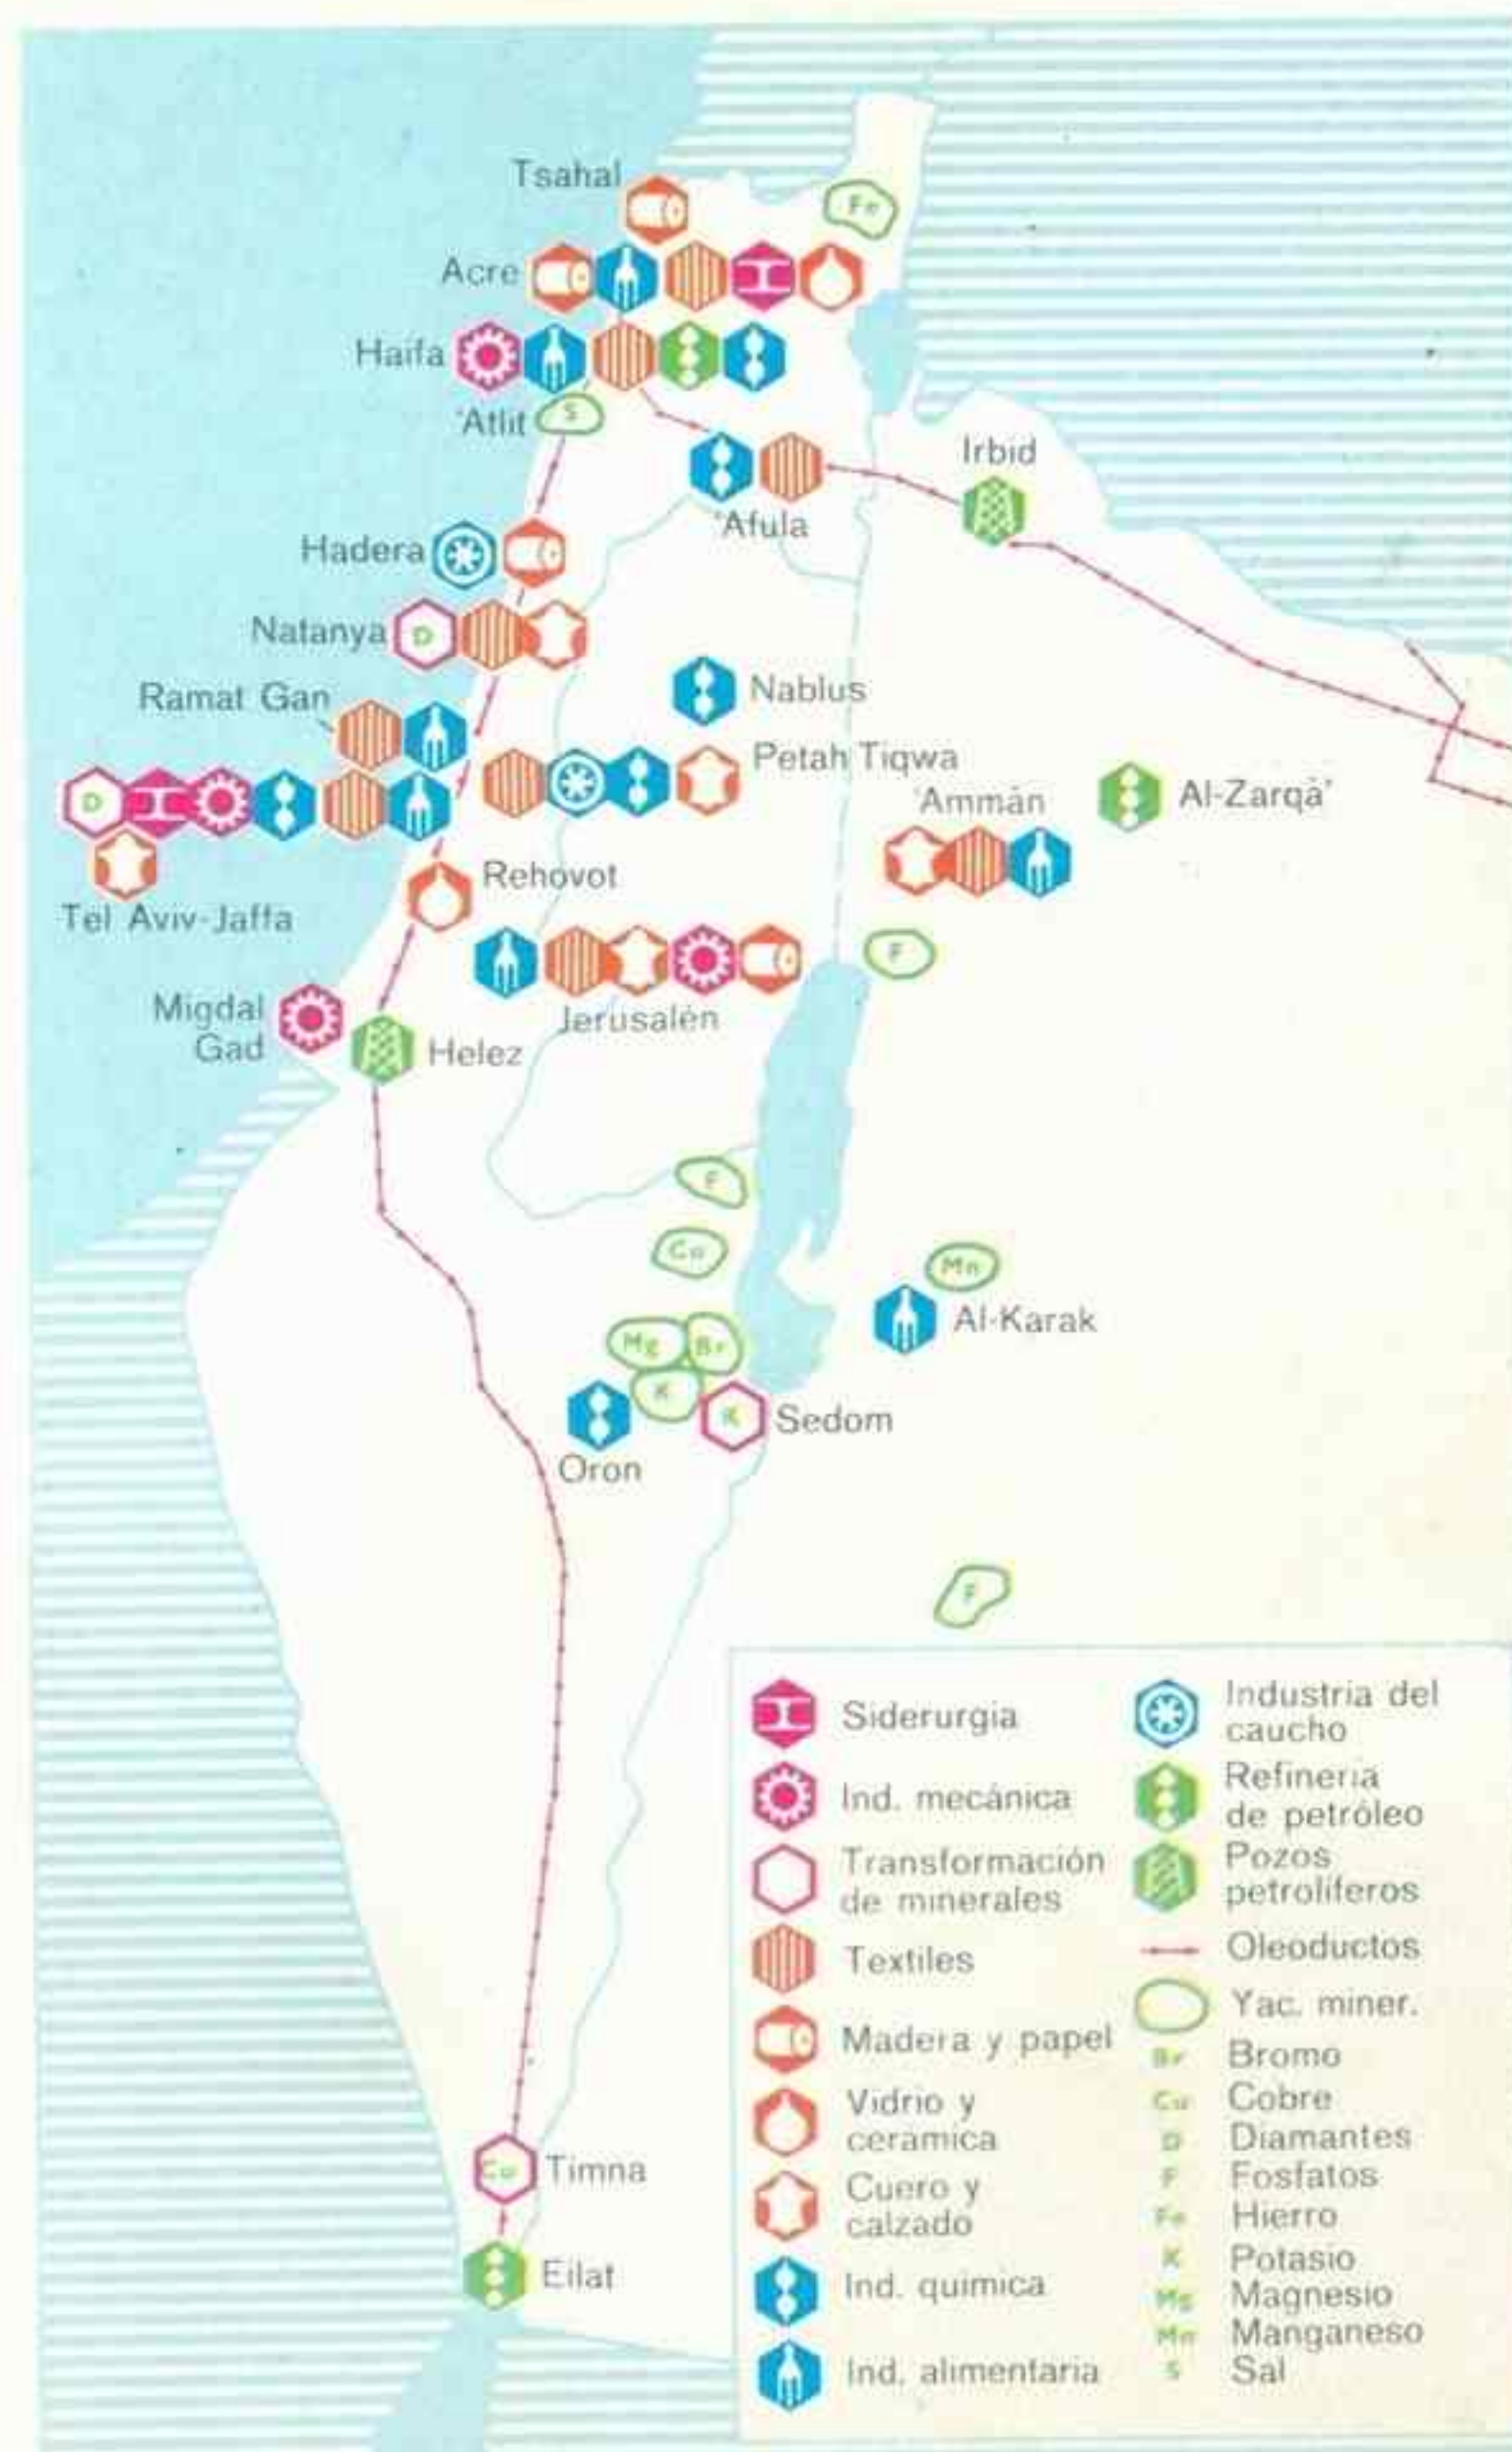 Tsahal
Fe
Acre
Haifa
'Atlit
S
Irbid
'Afula
Hadera
Natanya
D
Ramat Gan
Nablus
Petah Tiqwa
'Ammán
Al-Zarqā'
D
Tel Aviv-Jaffa
Rehovot
F
Migdal
Gad
Helez
Jerusalén
F
Cu
Mn
Al-Karak
Mg
Br
K
K
Sedom
Oron
F
Cu
Timna
Eilat
Siderurgia
Ind. mecánica
Transformación
de minerales
Textiles
Madera y papel
Vidrio y
cerámica
Cuero y
calzado
Ind. química
Ind. alimentaria
Industria del
caucho
Refinería
de petróleo
Pozos
petrolíferos
Oleoductos
Yac. miner.
Br Bromo
Cu Cobre
D Diamantes
F Fosfatos
Fe Hierro
K Potasio
Mg Magnesio
Mn Manganeso
S Sal